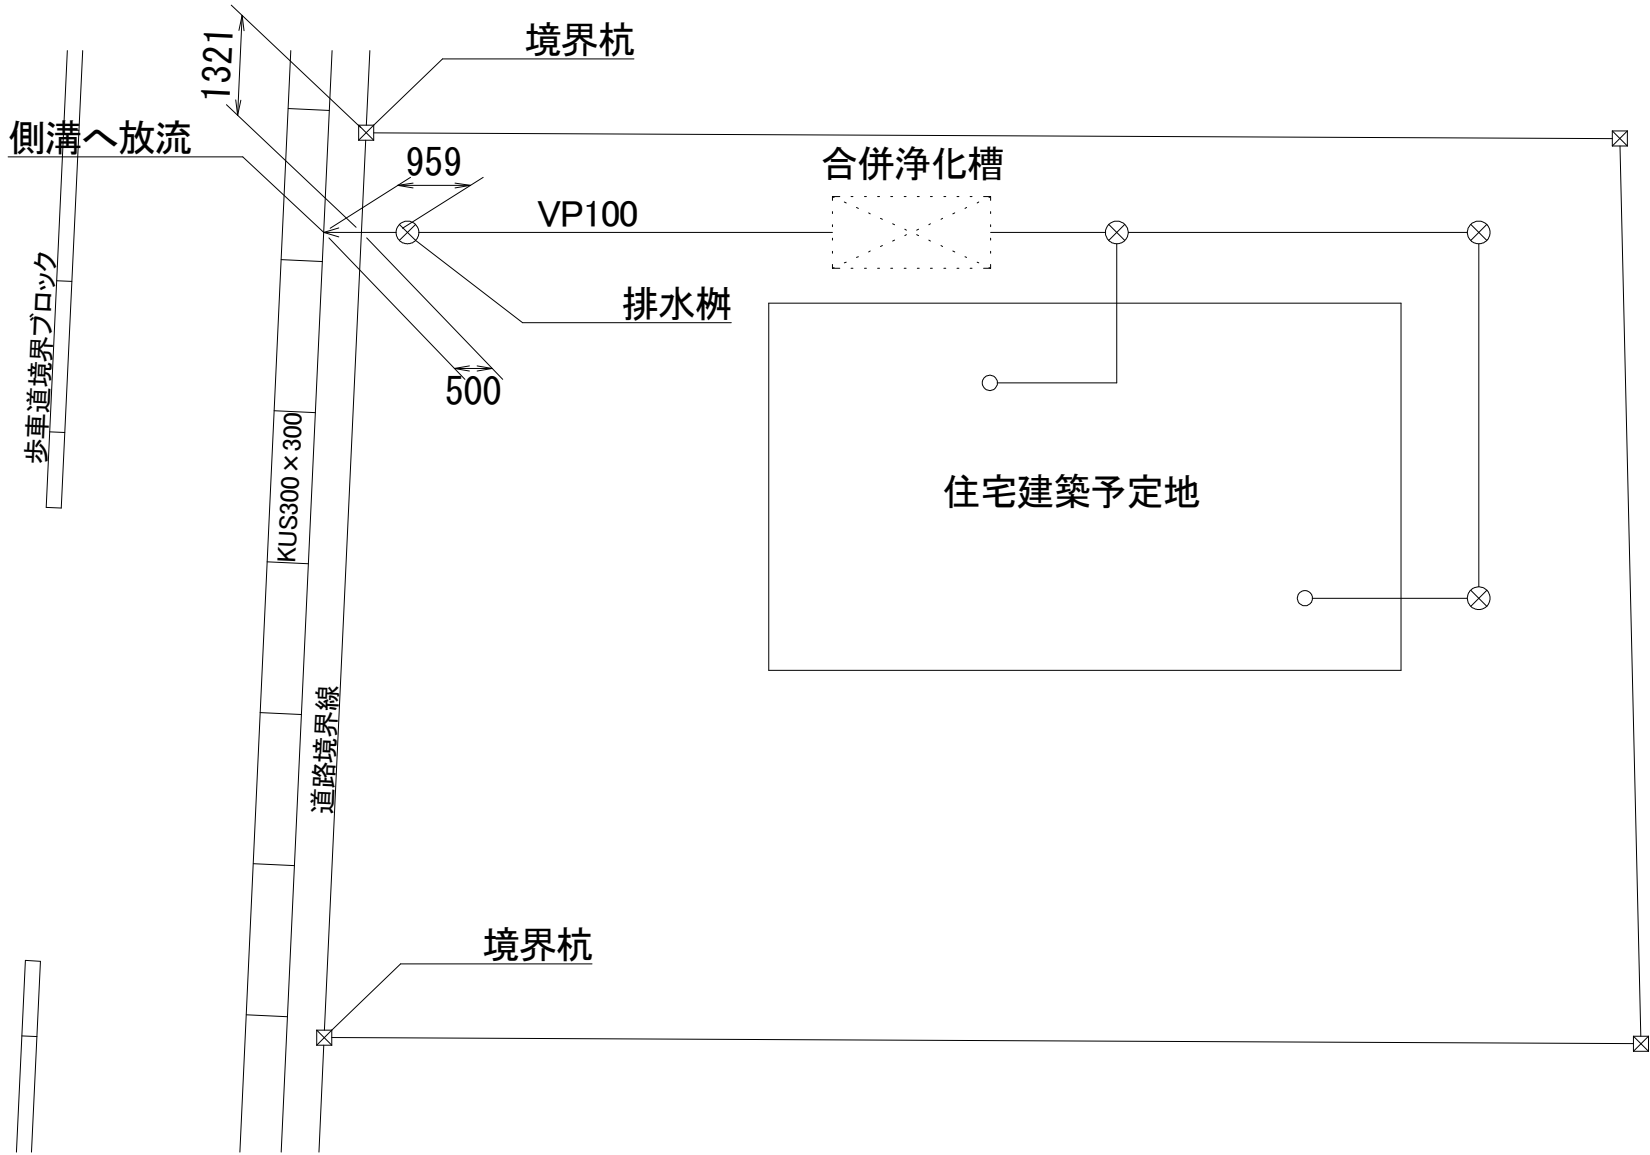 境界杭
1321
側溝へ放流
959
合併浄化槽
VP100
排水桝
歩車道境界ブロック
500
KUS300×300
住宅建築予定地
道路境界線
境界杭